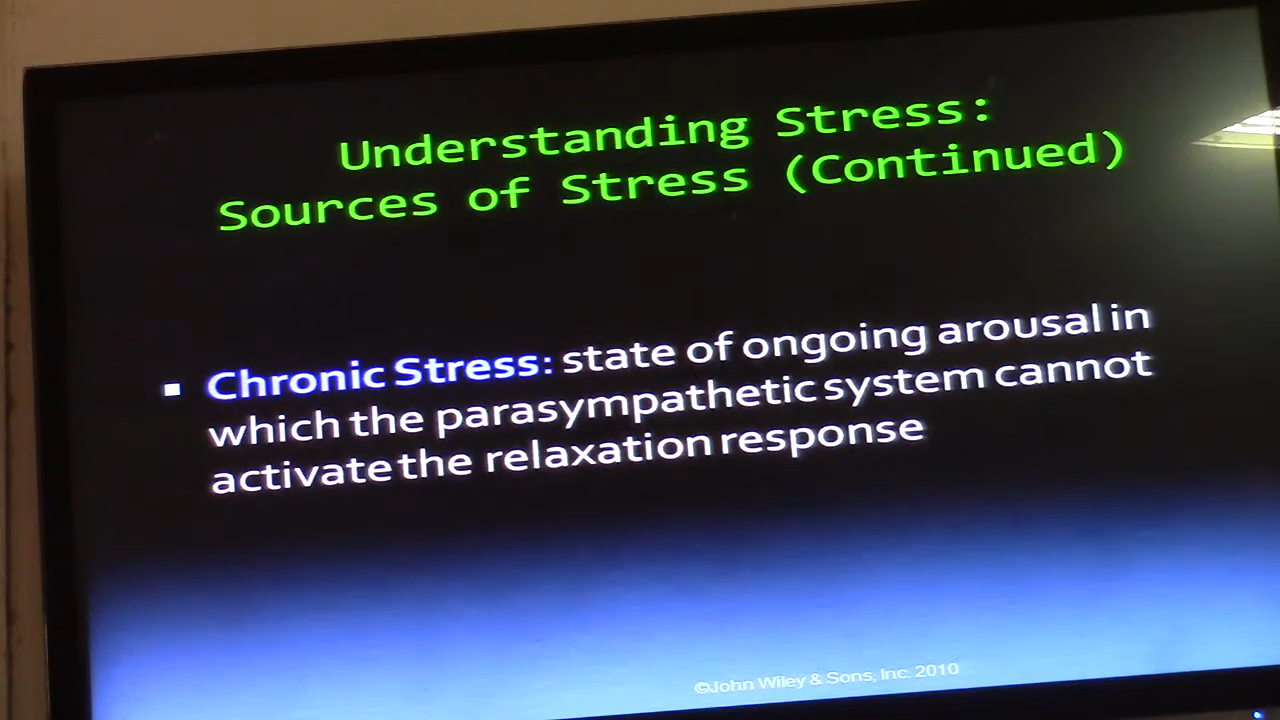 Understanding Stress:
Sources of Stress (Continued)
▪ Chronic Stress: state of ongoing arousal in
which the parasympathetic system cannot
activate the relaxation response
©John Wiley & Sons, Inc. 2010